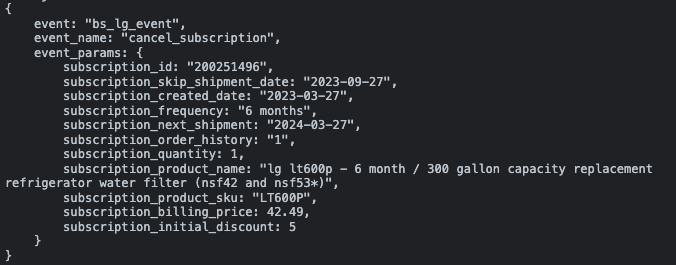 {
event: "bs_lg_event",
event_name: "cancel_subscription",
event_params: {
subscription_id: "200251496",
subscription_skip_shipment_date: "2023-09-27",
subscription_created_date: "2023-03-27",
subscription_frequency: "6 months",
subscription_next_shipment: "2024-03-27",
subscription_order_history: "1",
subscription_quantity: 1,
subscription_product_name: "lg lt600p – 6 month / 300 gallon capacity replacement
refrigerator water filter (nsf42 and nsf53*)",
subscription_product_sku: "LT600P",
subscription_billing_price: 42.49,
subscription_initial_discount: 5
}
}